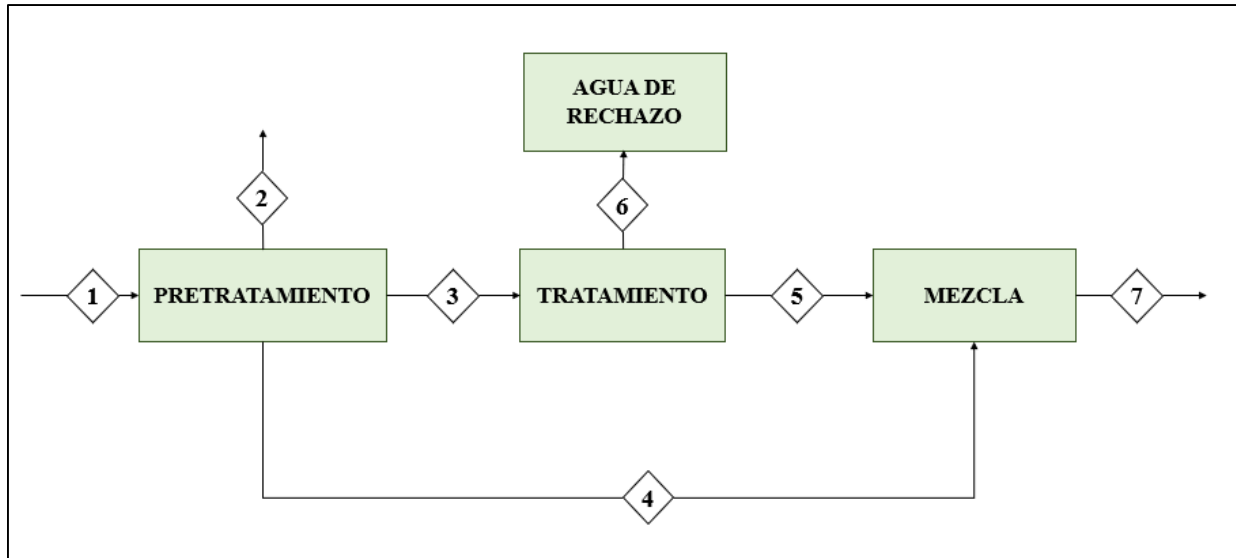 AGUA DE
RECHAZO
2
6
1
PRETRATAMIENTO
3
TRATAMIENTO
5
MEZCLA
7
4